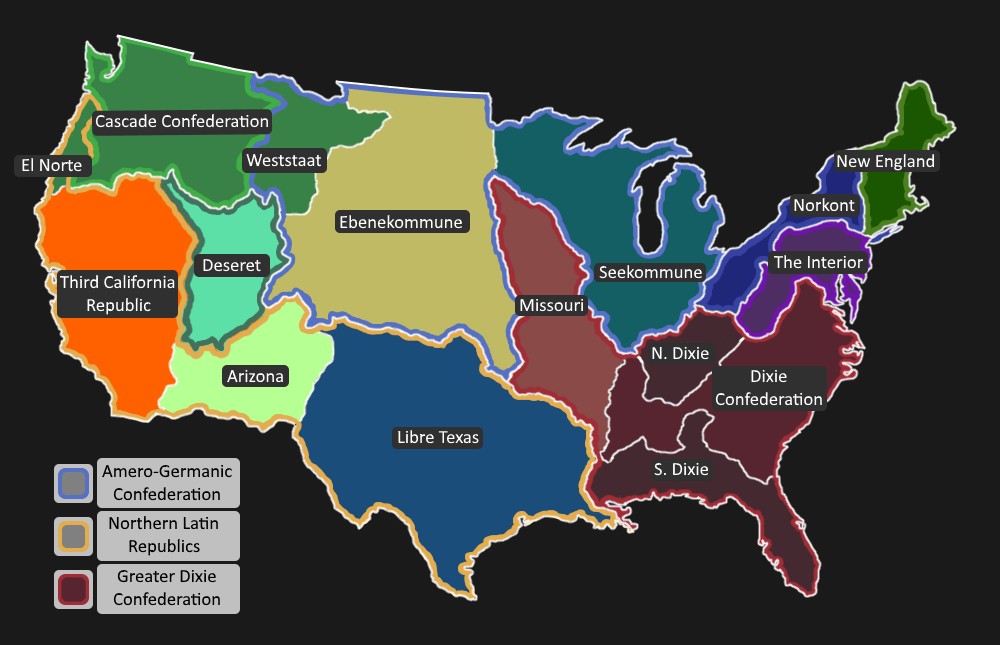 Cascade Confederation
El Norte
Weststaat
New England
Norkont
Ebenekommune
Deseret
The Interior
Seekommune
Third California
Republic
Missouri
N. Dixie
Arizona
Dixie
Confederation
Libre Texas
S. Dixie
Amero-Germanic
Confederation
Northern Latin
Republics
Greater Dixie
Confederation